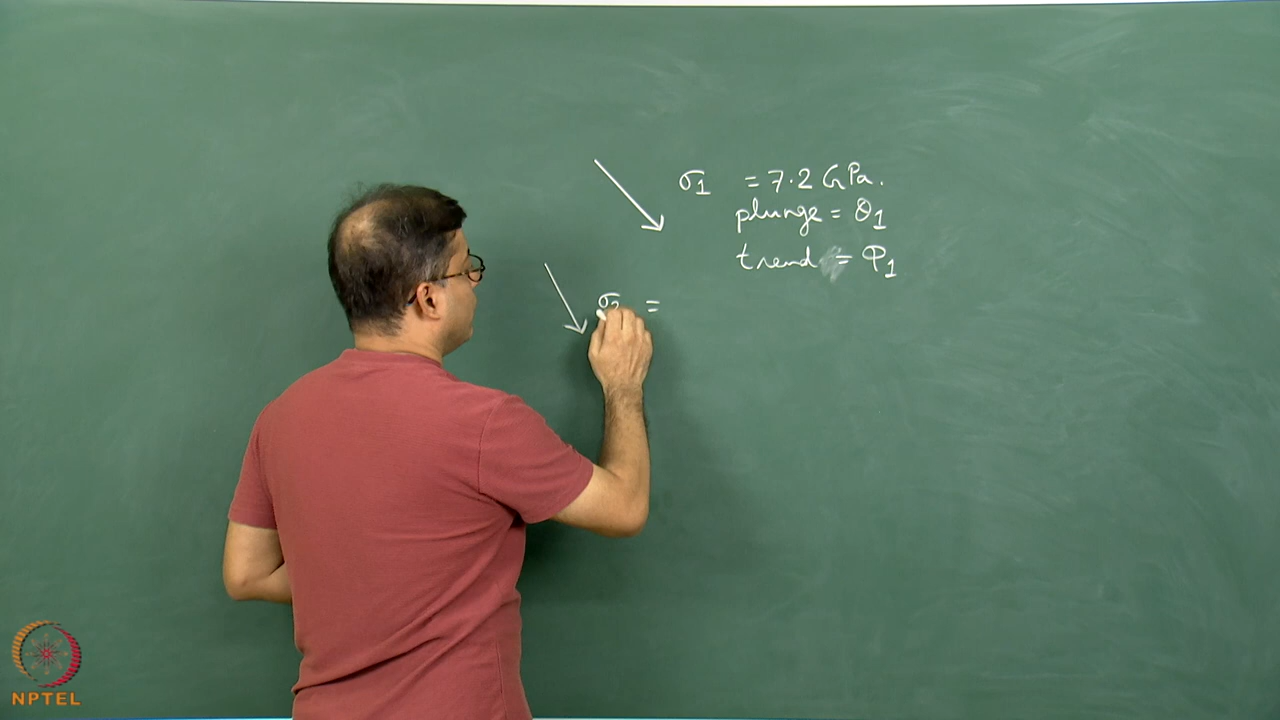 σ1 = 7.2 GPa.
plunge = θ1
trend = φ1
σ2 =
NPTEL